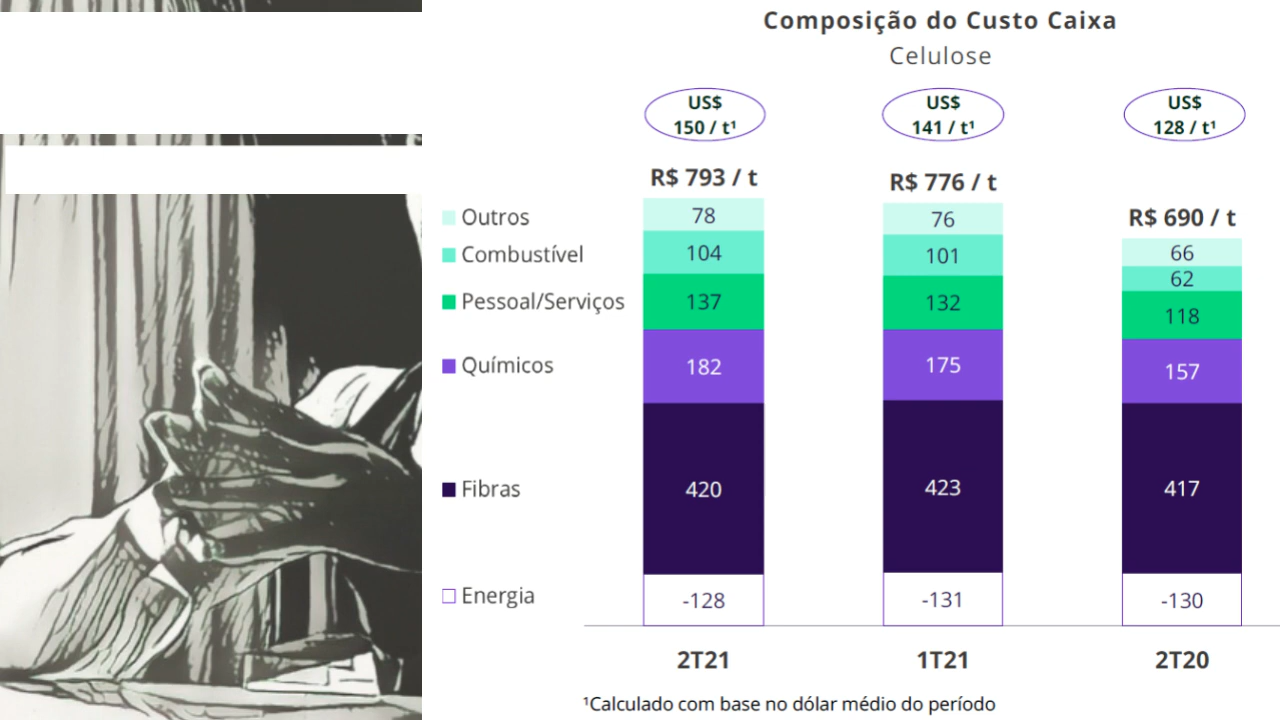 Composição do Custo Caixa
Celulose
US$
150 / t¹
US$
141 / t¹
US$
128 / t¹
R$ 793 / t
R$ 776 / t
R$ 690 / t
Outros
78
76
66
Combustível
104
101
62
Pessoal/Serviços
137
132
118
Químicos
182
175
157
Fibras
420
423
417
Energia
-128
-131
-130
2T21
1T21
2T20
¹Calculado com base no dólar médio do período